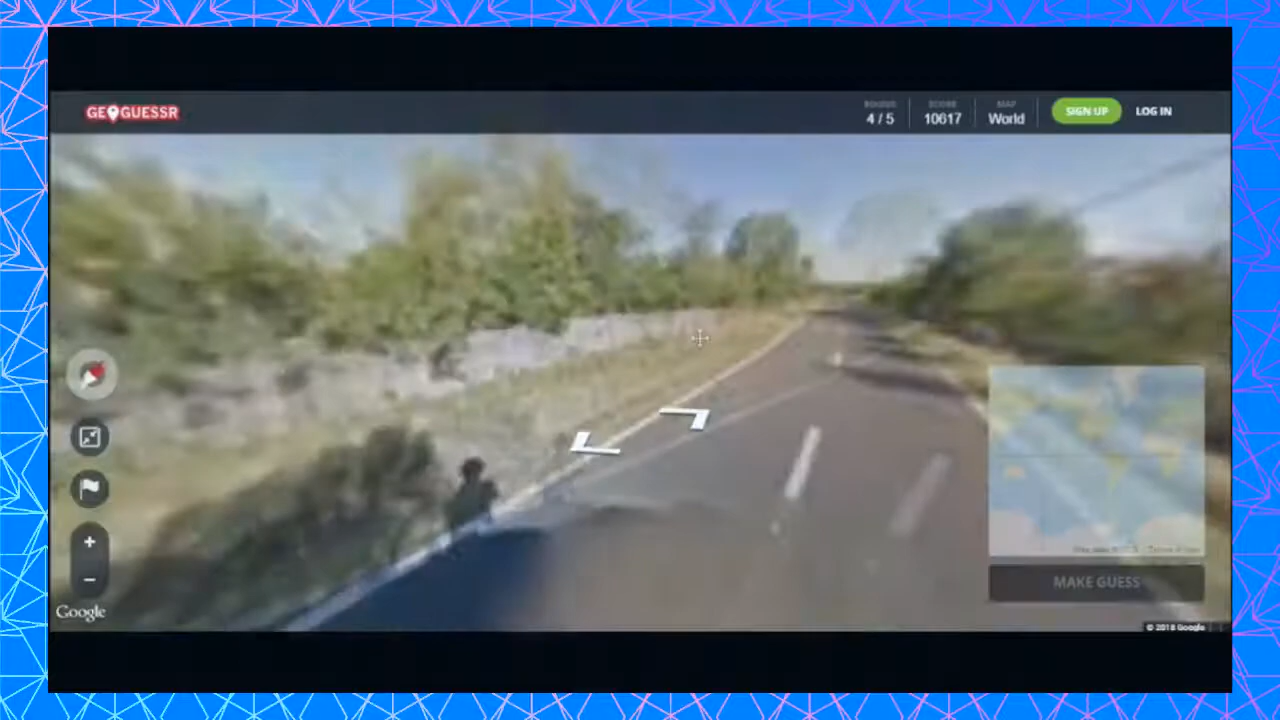 GEOGUESSR
ROUND SCORE MAP
4 / 5 10617 World
SIGN UP LOG IN
MAKE GUESS
Google
© 2018 Google